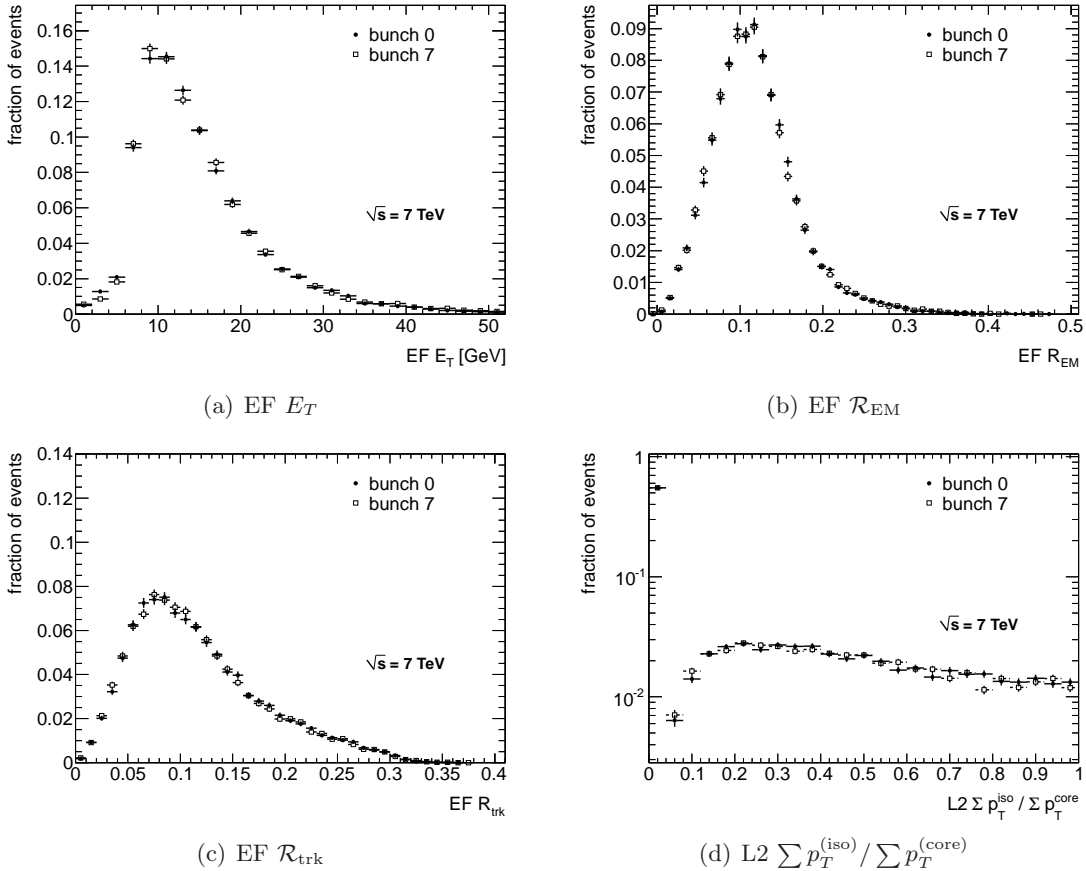 fraction of events
0.16
0.14
0.12
0.1
0.08
0.06
0.04
0.02
0
bunch 0
bunch 7
√s = 7 TeV
0 10 20 30 40 50
EF E_T [GeV]
(a) EF E_T
fraction of events
0.09
0.08
0.07
0.06
0.05
0.04
0.03
0.02
0.01
0
bunch 0
bunch 7
√s = 7 TeV
0 0.1 0.2 0.3 0.4 0.5
EF R_EM
(b) EF R_EM
fraction of events
0.14
0.12
0.1
0.08
0.06
0.04
0.02
0
bunch 0
bunch 7
√s = 7 TeV
0 0.05 0.1 0.15 0.2 0.25 0.3 0.35 0.4
EF R_trk
(c) EF R_trk
fraction of events
1
10^-1
10^-2
bunch 0
bunch 7
√s = 7 TeV
0 0.1 0.2 0.3 0.4 0.5 0.6 0.7 0.8 0.9 1
L2 Σ p_T^iso / Σ p_T^core
(d) L2 ∑ p_T^(iso) / ∑ p_T^(core)